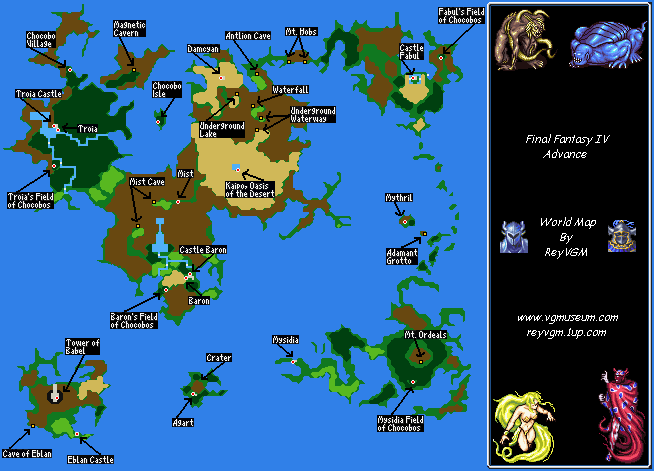 Chocobo
Village
Magnetic
Cavern
Damcyan
Antlion Cave
Mt. Hobs
Castle
Fabul
Fabul's Field
of Chocobos
Troia Castle
Troia
Chocobo
Isle
Waterfall
Underground
Waterway
Underground
Lake
Troia's Field
of Chocobos
Mist Cave
Mist
Kaipo, Oasis
of the Desert
Mythril
Adamant
Grotto
Castle Baron
Baron
Baron's Field
of Chocobos
Tower of
Babel
Cave of Eblan
Eblan Castle
Crater
Agart
Mysidia
Mt. Ordeals
Mysidia Field
of Chocobos
Final Fantasy IV
Advance
World Map
By
ReyVGM
www.vgmuseum.com
reyvgm.1up.com